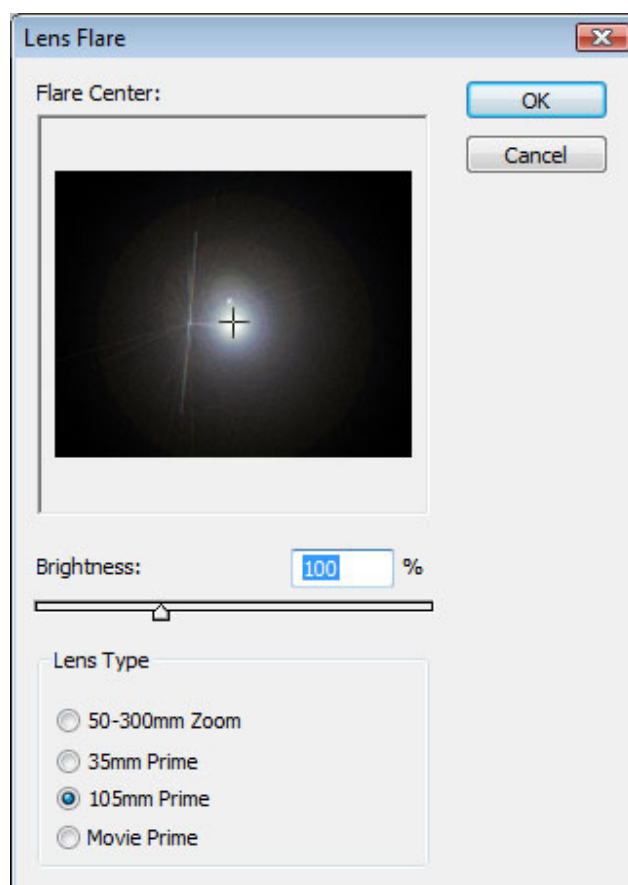 Lens Flare
Flare Center:
OK
Cancel
Brightness: 100 %
Lens Type
50-300mm Zoom
35mm Prime
105mm Prime
Movie Prime